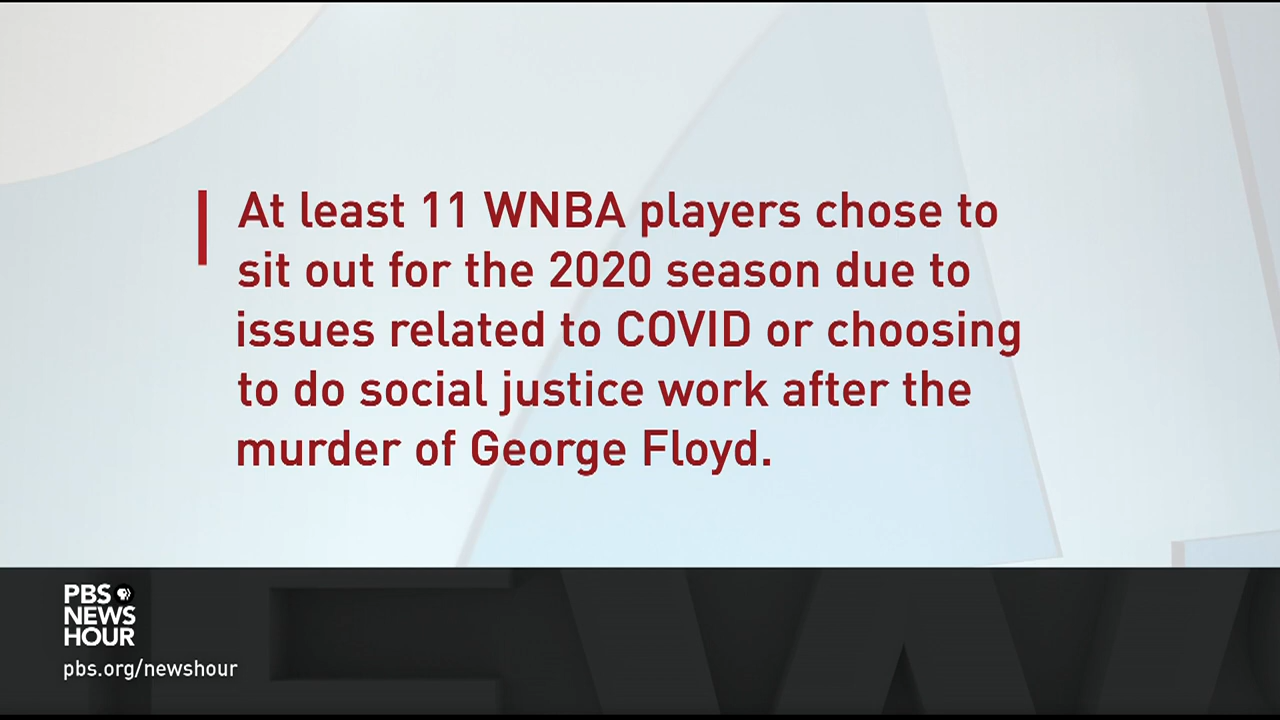 At least 11 WNBA players chose to
sit out for the 2020 season due to
issues related to COVID or choosing
to do social justice work after the
murder of George Floyd.
PBS
NEWS
HOUR
pbs.org/newshour